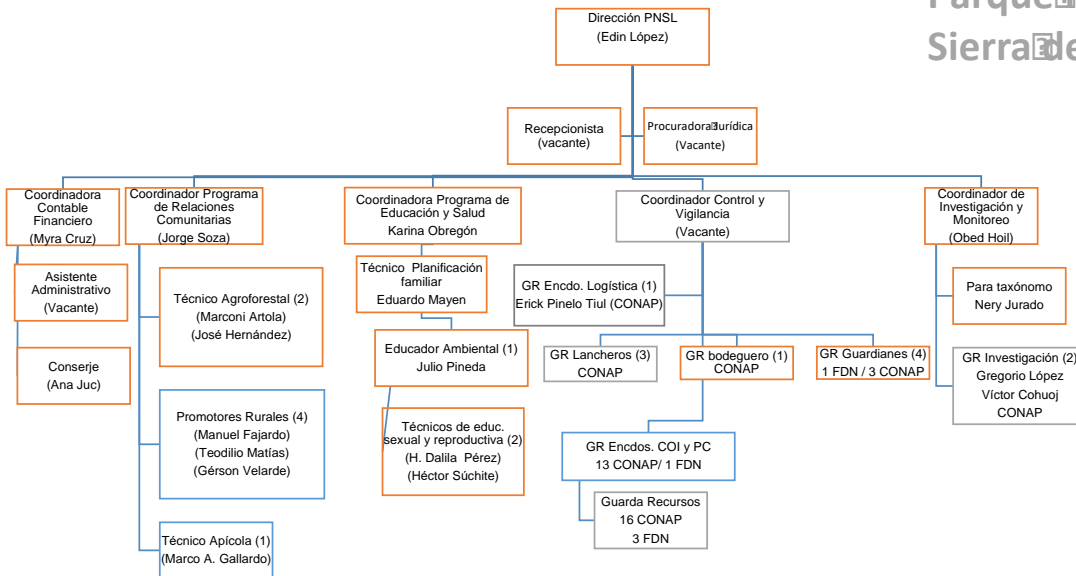 Parque
Sierra de
Dirección PNSL
(Edin López)
Recepcionista
(vacante)
Procuradora Jurídica
(Vacante)
Coordinadora
Contable
Financiero
(Myra Cruz)
Coordinador Programa
de Relaciones
Comunitarias
(Jorge Soza)
Coordinadora Programa de
Educación y Salud
Karina Obregón
Coordinador Control y
Vigilancia
(Vacante)
Coordinador de
Investigación y
Monitoreo
(Obed Hoil)
Asistente
Administrativo
(Vacante)
Conserje
(Ana Juc)
Técnico Agroforestal (2)
(Marconi Artola)
(José Hernández)
Promotores Rurales (4)
(Manuel Fajardo)
(Teodilio Matías)
(Gérson Velarde)
Técnico Apícola (1)
(Marco A. Gallardo)
Técnico Planificación
familiar
Eduardo Mayen
Educador Ambiental (1)
Julio Pineda
Técnicos de educ.
sexual y reproductiva (2)
(H. Dalila Pérez)
(Héctor Súchite)
GR Encdo. Logística (1)
Erick Pinelo Tiul (CONAP)
GR Lancheros (3)
CONAP
GR bodeguero (1)
CONAP
GR Guardianes (4)
1 FDN / 3 CONAP
GR Encdos. COI y PC
13 CONAP/ 1 FDN
Guarda Recursos
16 CONAP
3 FDN
Para taxónomo
Nery Jurado
GR Investigación (2)
Gregorio López
Víctor Cohuoj
CONAP